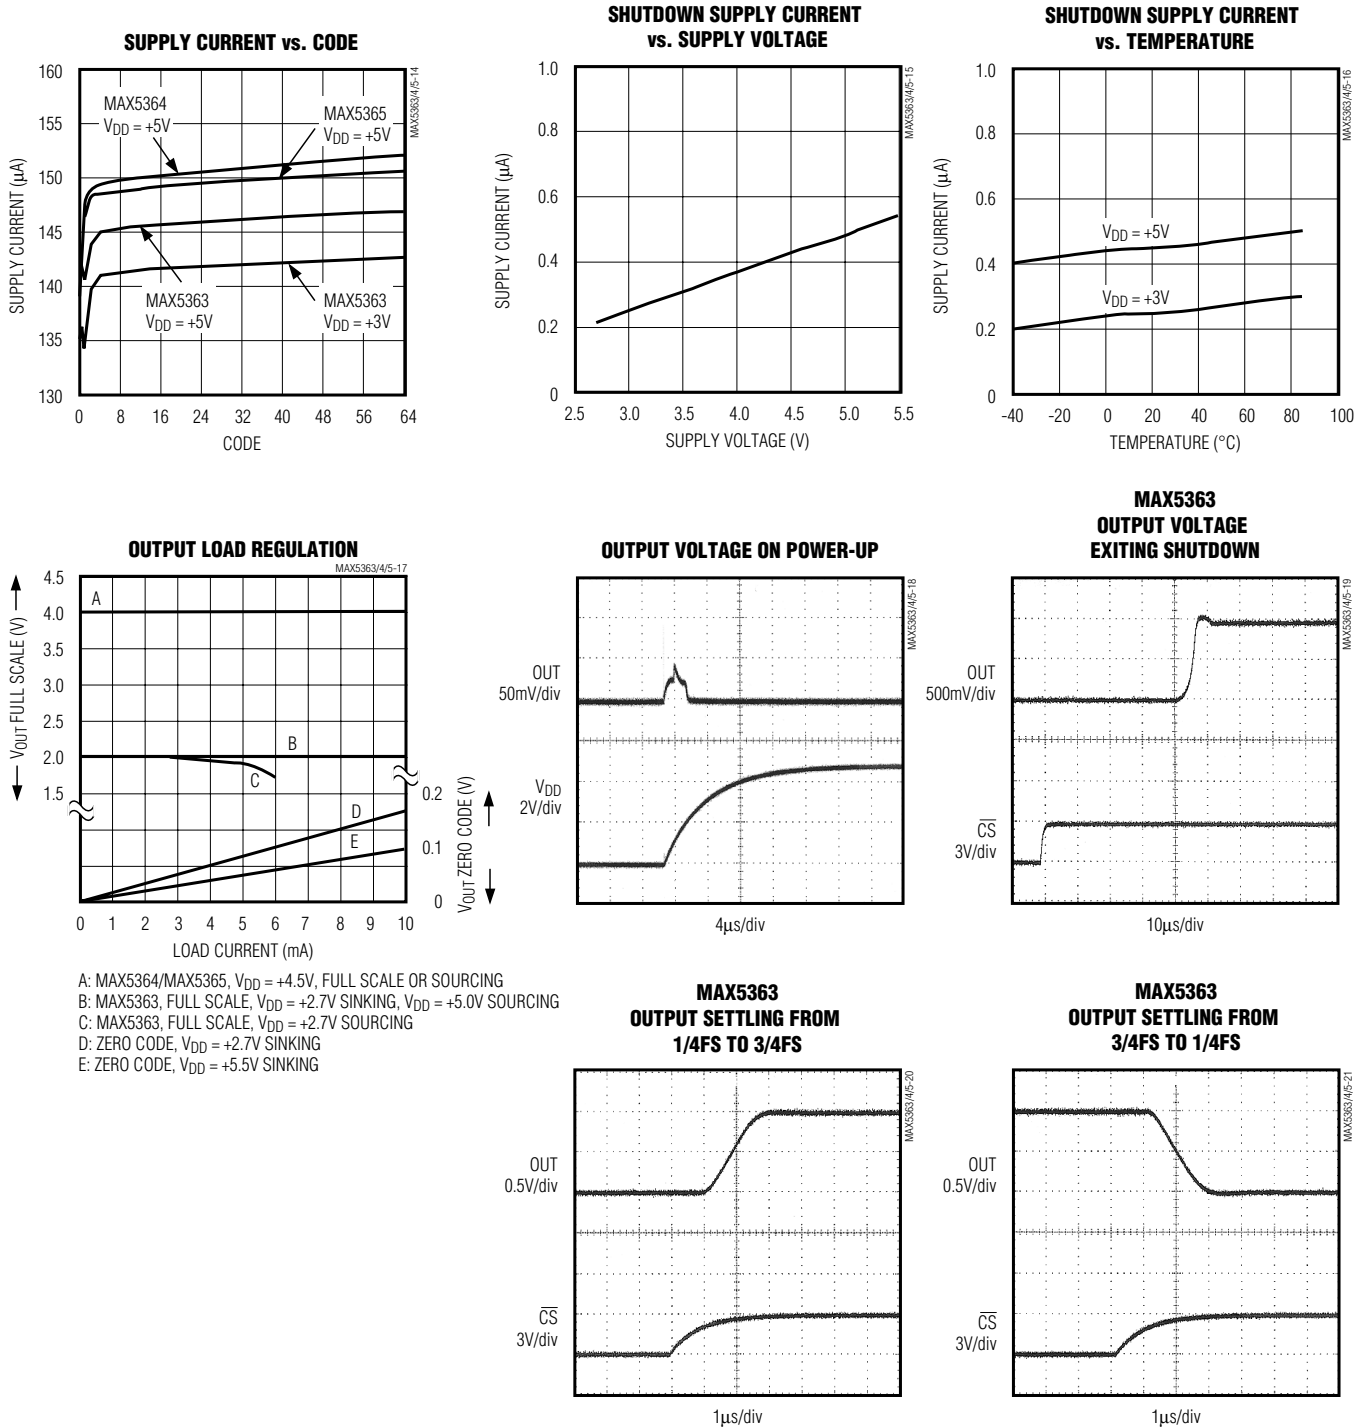 SUPPLY CURRENT vs. CODE
MAX5363/4/5-14
SUPPLY CURRENT (µA)
160
155
150
145
140
135
130
MAX5364
VDD = +5V
MAX5365
VDD = +5V
MAX5363
VDD = +5V
MAX5363
VDD = +3V
0 8 16 24 32 40 48 56 64
CODE
SHUTDOWN SUPPLY CURRENT
vs. SUPPLY VOLTAGE
MAX5363/4/5-15
SUPPLY CURRENT (µA)
1.0
0.8
0.6
0.4
0.2
0
2.5 3.0 3.5 4.0 4.5 5.0 5.5
SUPPLY VOLTAGE (V)
SHUTDOWN SUPPLY CURRENT
vs. TEMPERATURE
MAX5363/4/5-16
SUPPLY CURRENT (µA)
1.0
0.8
0.6
0.4
0.2
0
VDD = +5V
VDD = +3V
-40 -20 0 20 40 60 80 100
TEMPERATURE (°C)
OUTPUT LOAD REGULATION
MAX5363/4/5-17
VOUT FULL SCALE (V)
4.5
4.0
3.5
3.0
2.5
2.0
1.5
A
B
C
D
E
0.2
0.1
0
VOUT ZERO CODE (V)
0 1 2 3 4 5 6 7 8 9 10
LOAD CURRENT (mA)
A: MAX5364/MAX5365, VDD = +4.5V, FULL SCALE OR SOURCING
B: MAX5363, FULL SCALE, VDD = +2.7V SINKING, VDD = +5.0V SOURCING
C: MAX5363, FULL SCALE, VDD = +2.7V SOURCING
D: ZERO CODE, VDD = +2.7V SINKING
E: ZERO CODE, VDD = +5.5V SINKING
OUTPUT VOLTAGE ON POWER-UP
MAX5363/4/5-18
OUT
50mV/div
VDD
2V/div
4µs/div
MAX5363
OUTPUT VOLTAGE
EXITING SHUTDOWN
MAX5363/4/5-19
OUT
500mV/div
CS
3V/div
10µs/div
MAX5363
OUTPUT SETTLING FROM
1/4FS TO 3/4FS
MAX5363/4/5-20
OUT
0.5V/div
CS
3V/div
1µs/div
MAX5363
OUTPUT SETTLING FROM
3/4FS TO 1/4FS
MAX5363/4/5-21
OUT
0.5V/div
CS
3V/div
1µs/div